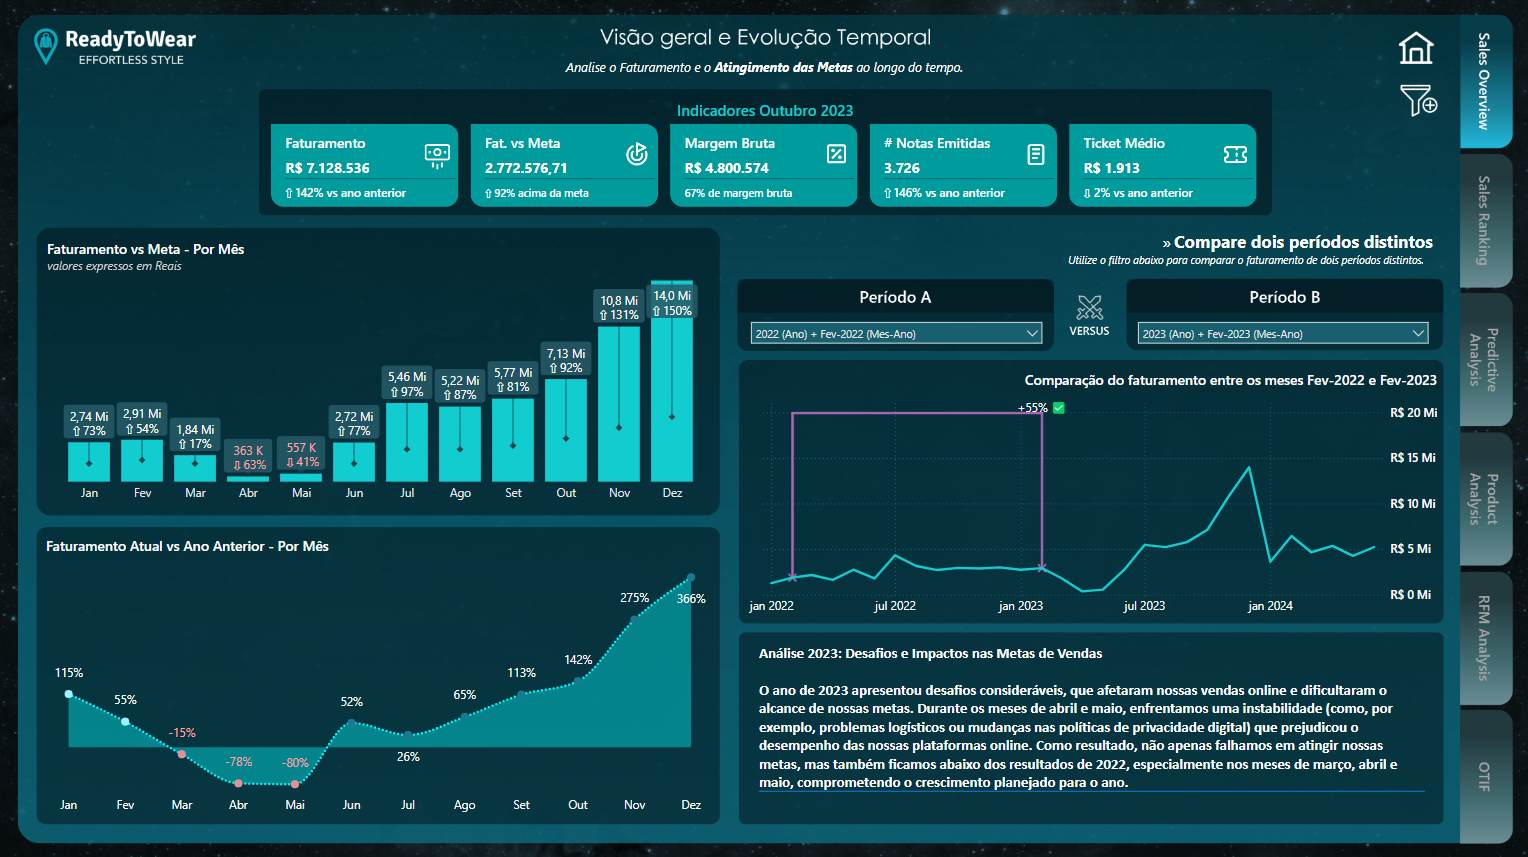 ReadyToWear
EFFORTLESS STYLE
Visão geral e Evolução Temporal
Analise o Faturamento e o Atingimento das Metas ao longo do tempo.
Indicadores Outubro 2023
Faturamento
R$ 7.128.536
⇧ 142% vs ano anterior
Fat. vs Meta
2.772.576,71
⇧ 92% acima da meta
Margem Bruta
R$ 4.800.574
67% de margem bruta
# Notas Emitidas
3.726
⇧ 146% vs ano anterior
Ticket Médio
R$ 1.913
⇩ 2% vs ano anterior
Sales Overview
Sales Ranking
Predictive
Analysis
Product
Analysis
RFM Analysis
OTIF
Faturamento vs Meta - Por Mês
valores expressos em Reais
2,74 Mi
⇧ 73%
2,91 Mi
⇧ 54%
1,84 Mi
⇧ 17%
363 K
⇩ 63%
557 K
⇩ 41%
2,72 Mi
⇧ 77%
5,46 Mi
⇧ 97%
5,22 Mi
⇧ 87%
5,77 Mi
⇧ 81%
7,13 Mi
⇧ 92%
10,8 Mi
⇧ 131%
14,0 Mi
⇧ 150%
Jan Fev Mar Abr Mai Jun Jul Ago Set Out Nov Dez
Faturamento Atual vs Ano Anterior - Por Mês
115% 55% -15% -78% -80% 52% 26% 65% 113% 142% 275% 366%
Jan Fev Mar Abr Mai Jun Jul Ago Set Out Nov Dez
» Compare dois períodos distintos
Utilize o filtro abaixo para comparar o faturamento de dois períodos distintos.
Período A
2022 (Ano) + Fev-2022 (Mes-Ano)
VERSUS
Período B
2023 (Ano) + Fev-2023 (Mes-Ano)
Comparação do faturamento entre os meses Fev-2022 e Fev-2023
+55% ✅
R$ 20 Mi
R$ 15 Mi
R$ 10 Mi
R$ 5 Mi
R$ 0 Mi
jan 2022 jul 2022 jan 2023 jul 2023 jan 2024
Análise 2023: Desafios e Impactos nas Metas de Vendas
O ano de 2023 apresentou desafios consideráveis, que afetaram nossas vendas online e dificultaram o
alcance de nossas metas. Durante os meses de abril e maio, enfrentamos uma instabilidade (como, por
exemplo, problemas logísticos ou mudanças nas políticas de privacidade digital) que prejudicou o
desempenho das nossas plataformas online. Como resultado, não apenas falhamos em atingir nossas
metas, mas também ficamos abaixo dos resultados de 2022, especialmente nos meses de março, abril e
maio, comprometendo o crescimento planejado para o ano.